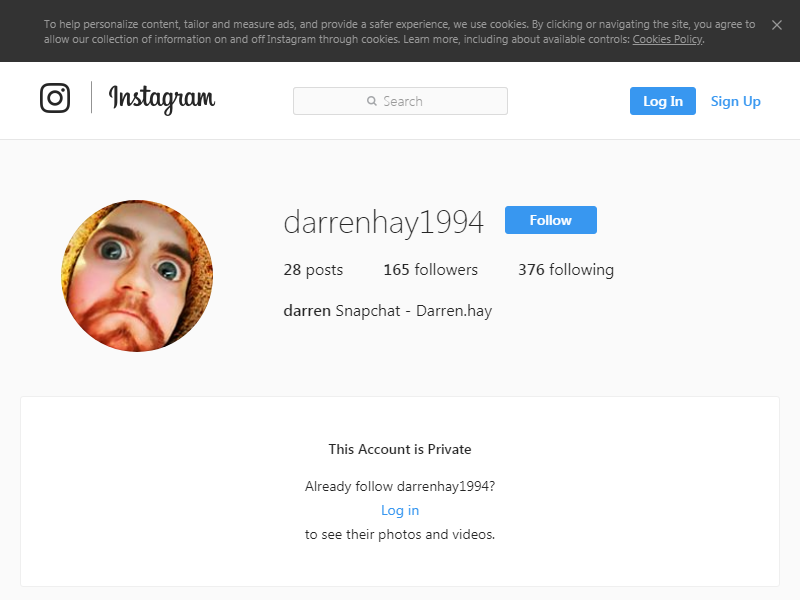 To help personalize content, tailor and measure ads, and provide a safer experience, we use cookies. By clicking or navigating the site, you agree to
allow our collection of information on and off Instagram through cookies. Learn more, including about available controls: Cookies Policy.
Instagram
Search
Log In
Sign Up
darrenhay1994
Follow
28 posts 165 followers 376 following
darren Snapchat - Darren.hay
This Account is Private
Already follow darrenhay1994?
Log in
to see their photos and videos.